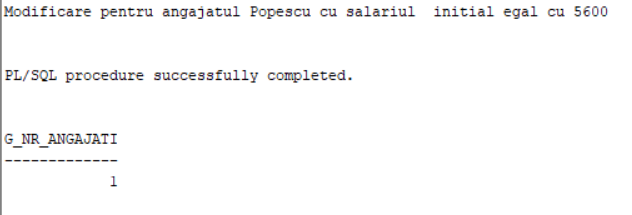 Modificare pentru angajatul Popescu cu salariul  initial egal cu 5600
PL/SQL procedure successfully completed.
G_NR_ANGAJATI
-------------
1